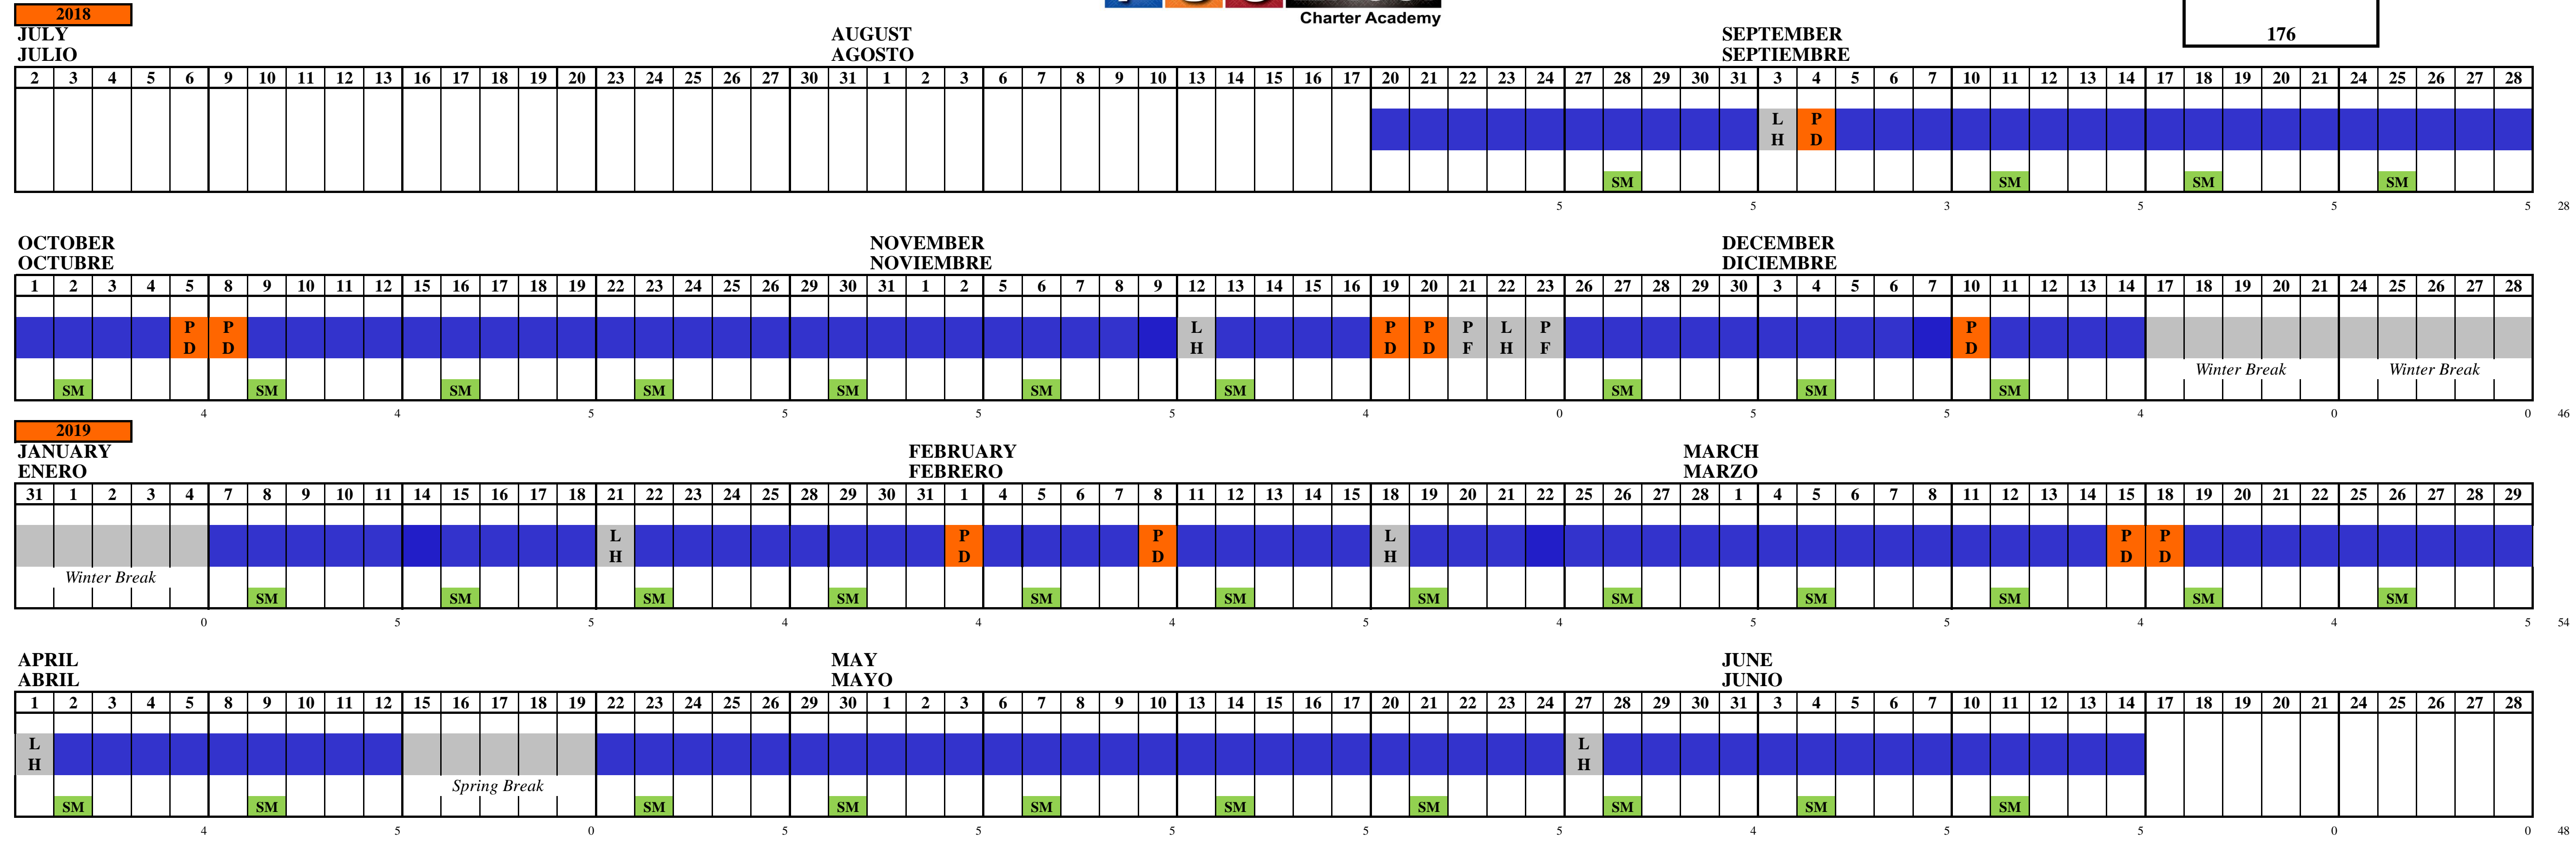 2018
Charter Academy
176
JULY AUGUST SEPTEMBER
JULIO AGOSTO SEPTIEMBRE
2 3 4 5 6 9 10 11 12 13 16 17 18 19 20 23 24 25 26 27 30 31 1 2 3 6 7 8 9 10 13 14 15 16 17 20 21 22 23 24 27 28 29 30 31 3 4 5 6 7 10 11 12 13 14 17 18 19 20 21 24 25 26 27 28
L P
H D
SM SM SM SM
5 5 3 5 5 5 28
OCTOBER NOVEMBER DECEMBER
OCTUBRE NOVIEMBRE DICIEMBRE
1 2 3 4 5 8 9 10 11 12 15 16 17 18 19 22 23 24 25 26 29 30 31 1 2 5 6 7 8 9 12 13 14 15 16 19 20 21 22 23 26 27 28 29 30 3 4 5 6 7 10 11 12 13 14 17 18 19 20 21 24 25 26 27 28
P P L P P P L P P
D D H D D F H F D
Winter Break Winter Break
SM SM SM SM SM SM SM SM SM SM
4 4 5 5 5 5 4 0 5 5 4 0 0 46
2019
JANUARY FEBRUARY MARCH
ENERO FEBRERO MARZO
31 1 2 3 4 7 8 9 10 11 14 15 16 17 18 21 22 23 24 25 28 29 30 31 1 4 5 6 7 8 11 12 13 14 15 18 19 20 21 22 25 26 27 28 1 4 5 6 7 8 11 12 13 14 15 18 19 20 21 22 25 26 27 28 29
L P P L P P
H D D H D D
Winter Break
SM SM SM SM SM SM SM SM SM SM SM SM
0 5 5 4 4 4 5 4 5 5 4 4 5 54
APRIL MAY JUNE
ABRIL MAYO JUNIO
1 2 3 4 5 8 9 10 11 12 15 16 17 18 19 22 23 24 25 26 29 30 1 2 3 6 7 8 9 10 13 14 15 16 17 20 21 22 23 24 27 28 29 30 31 3 4 5 6 7 10 11 12 13 14 17 18 19 20 21 24 25 26 27 28
L L
H H
Spring Break
SM SM SM SM SM SM SM SM SM SM
4 5 0 5 5 5 5 5 4 5 5 0 0 48